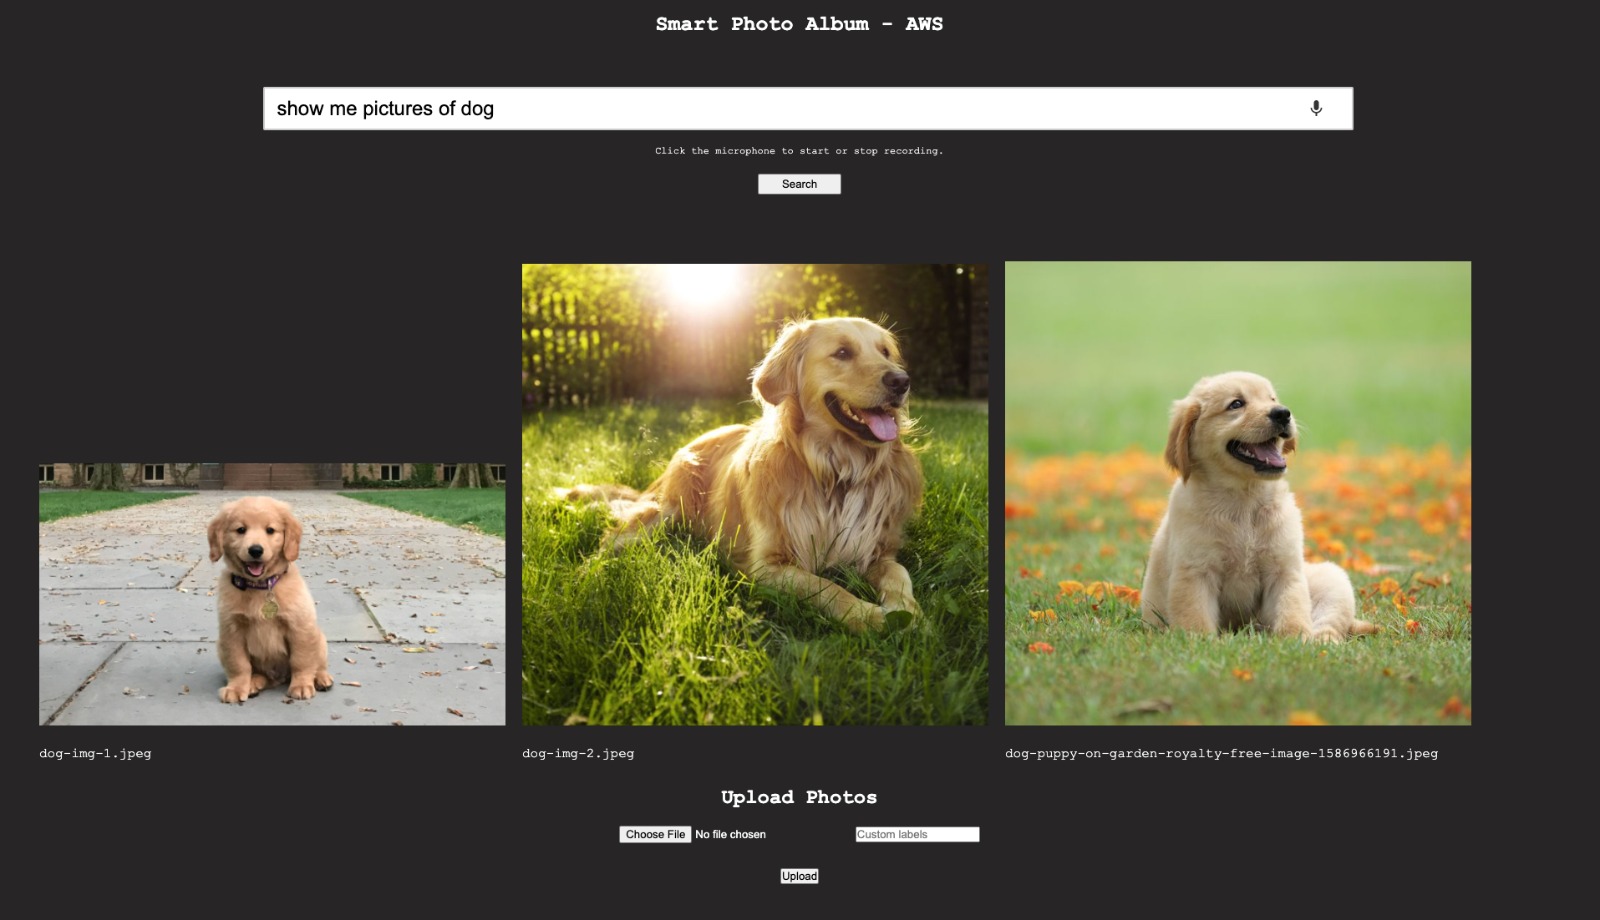 Smart Photo Album - AWS
show me pictures of dog
Click the microphone to start or stop recording.
Search
dog-img-1.jpeg
dog-img-2.jpeg
dog-puppy-on-garden-royalty-free-image-1586966191.jpeg
Upload Photos
Choose File No file chosen
Custom labels
Upload